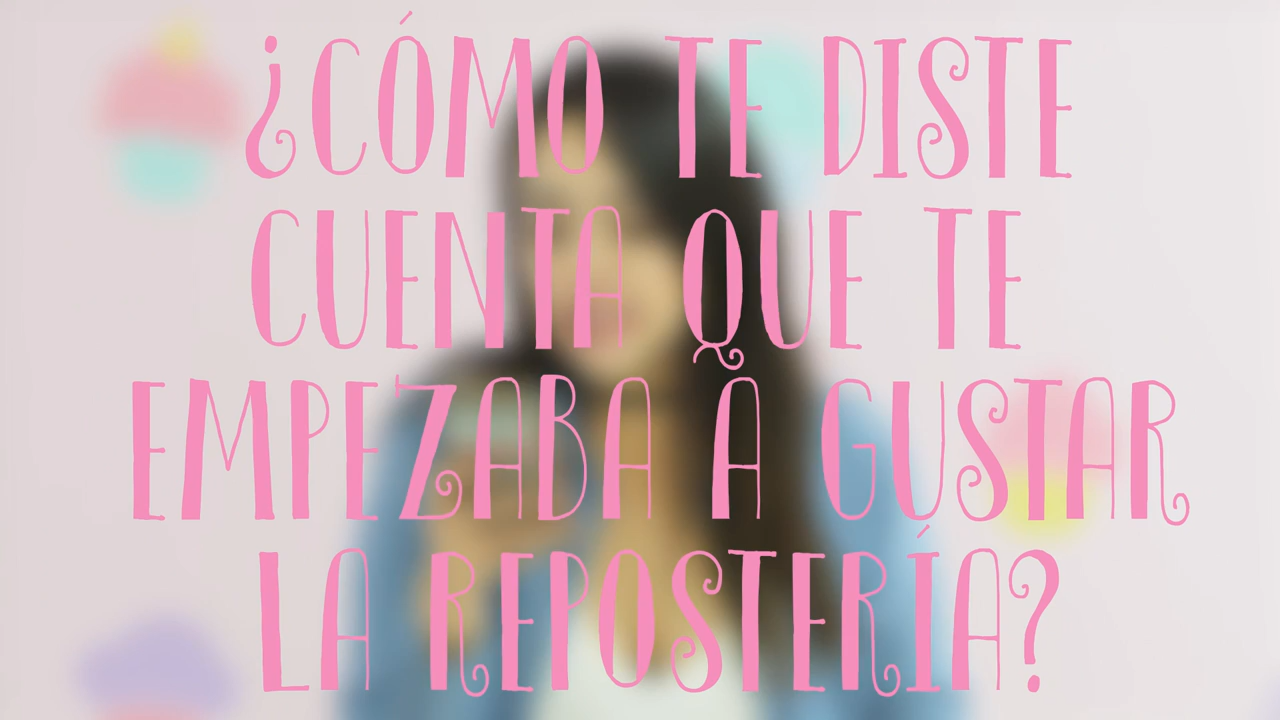 ¿CÓMO TE DISTE
CUENTA QUE TE
EMPEZABA A GUSTAR
LA REPOSTERÍA?